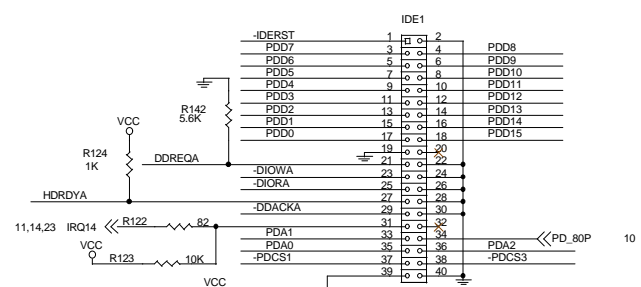 IDE1
-IDERST 1 2
PDD7 3 4 PDD8
PDD6 5 6 PDD9
PDD5 7 8 PDD10
PDD4 9 10 PDD11
PDD3 11 12 PDD12
R142 PDD2 13 14 PDD13
5.6K PDD1 15 16 PDD14
VCC PDD0 17 18 PDD15
19 20
R124 DDREQA 21 22
1K -DIOWA 23 24
-DIORA 25 26
HDRDYA 27 28
-DDACKA 29 30
11,14,23 IRQ14 R122 82 31 32
PDA1 33 34 PD_80P 10
VCC PDA0 35 36 PDA2
R123 10K -PDCS1 37 38 -PDCS3
VCC 39 40